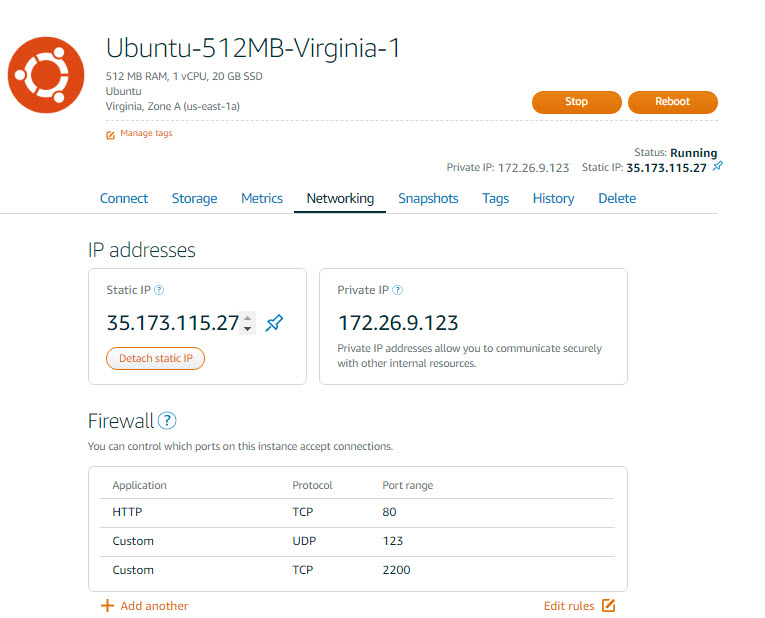 Ubuntu-512MB-Virginia-1
512 MB RAM, 1 vCPU, 20 GB SSD
Ubuntu
Virginia, Zone A (us-east-1a)
Stop Reboot
Manage tags
Status: Running
Private IP: 172.26.9.123 Static IP: 35.173.115.27
Connect Storage Metrics Networking Snapshots Tags History Delete
IP addresses
Static IP ?
35.173.115.27
Detach static IP
Private IP ?
172.26.9.123
Private IP addresses allow you to communicate securely
with other internal resources.
Firewall ?
You can control which ports on this instance accept connections.
Application Protocol Port range
HTTP TCP 80
Custom UDP 123
Custom TCP 2200
+ Add another Edit rules